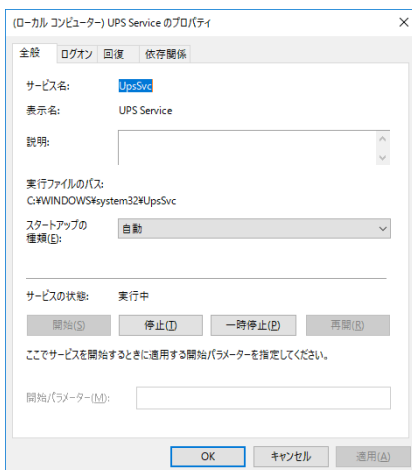 (ローカル コンピューター) UPS Service のプロパティ
全般 ログオン 回復 依存関係
サービス名: UpsSvc
表示名: UPS Service
説明:
実行ファイルのパス:
C:¥WINDOWS¥system32¥UpsSvc
スタートアップの
種類(E): 自動
サービスの状態: 実行中
開始(S) 停止(T) 一時停止(P) 再開(R)
ここでサービスを開始するときに適用する開始パラメーターを指定してください。
開始パラメーター(M):
OK キャンセル 適用(A)